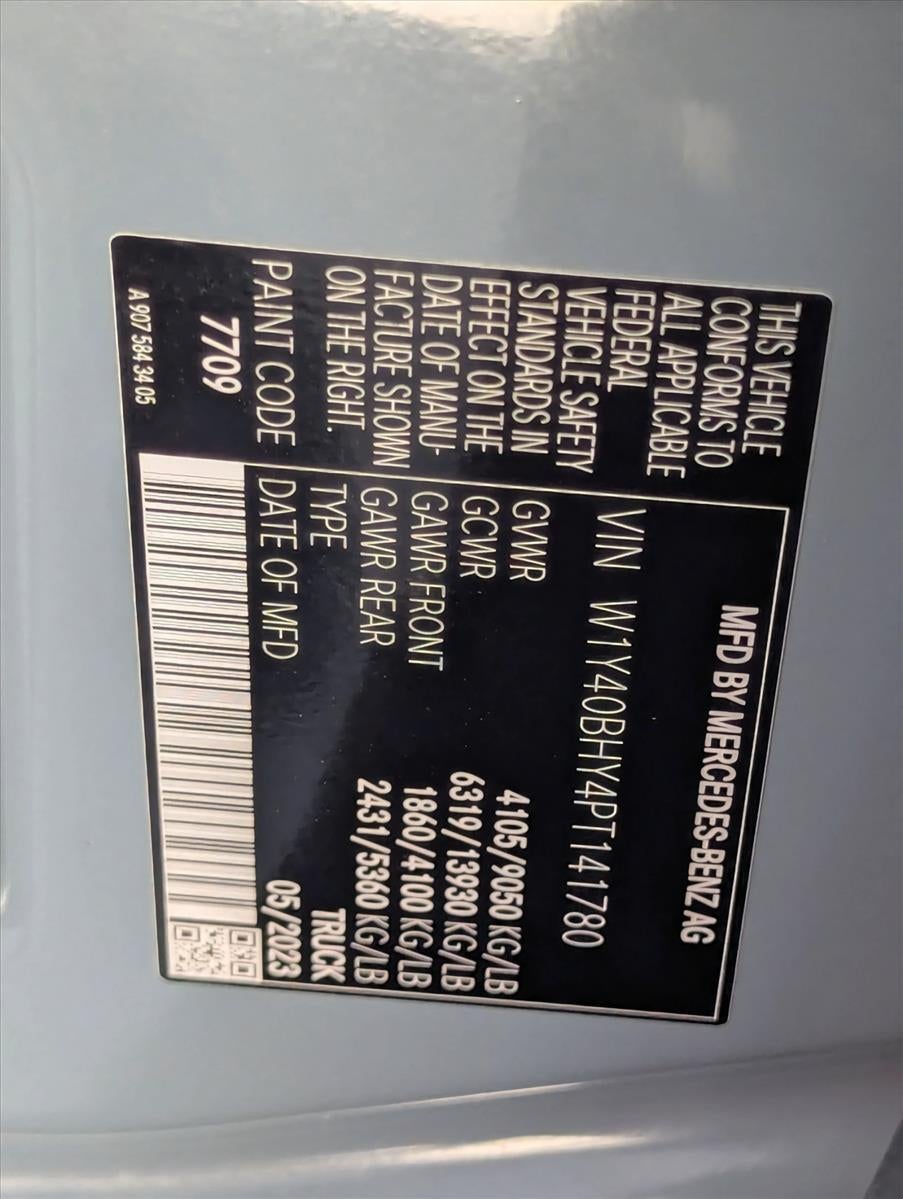 MFD BY MERCEDES-BENZ AG
THIS VEHICLE
CONFORMS TO
ALL APPLICABLE
FEDERAL
VEHICLE SAFETY
STANDARDS IN
EFFECT ON THE
DATE OF MANU-
FACTURE SHOWN
ON THE RIGHT.
PAINT CODE
7709
A 907 584 34 05
VIN W1Y40BHY4PT141780
GVWR 4105/9050 KG/LB
GCWR 6319/13930 KG/LB
GAWR FRONT 1860/4100 KG/LB
GAWR REAR 2431/5360 KG/LB
TYPE TRUCK
DATE OF MFD 05/2023